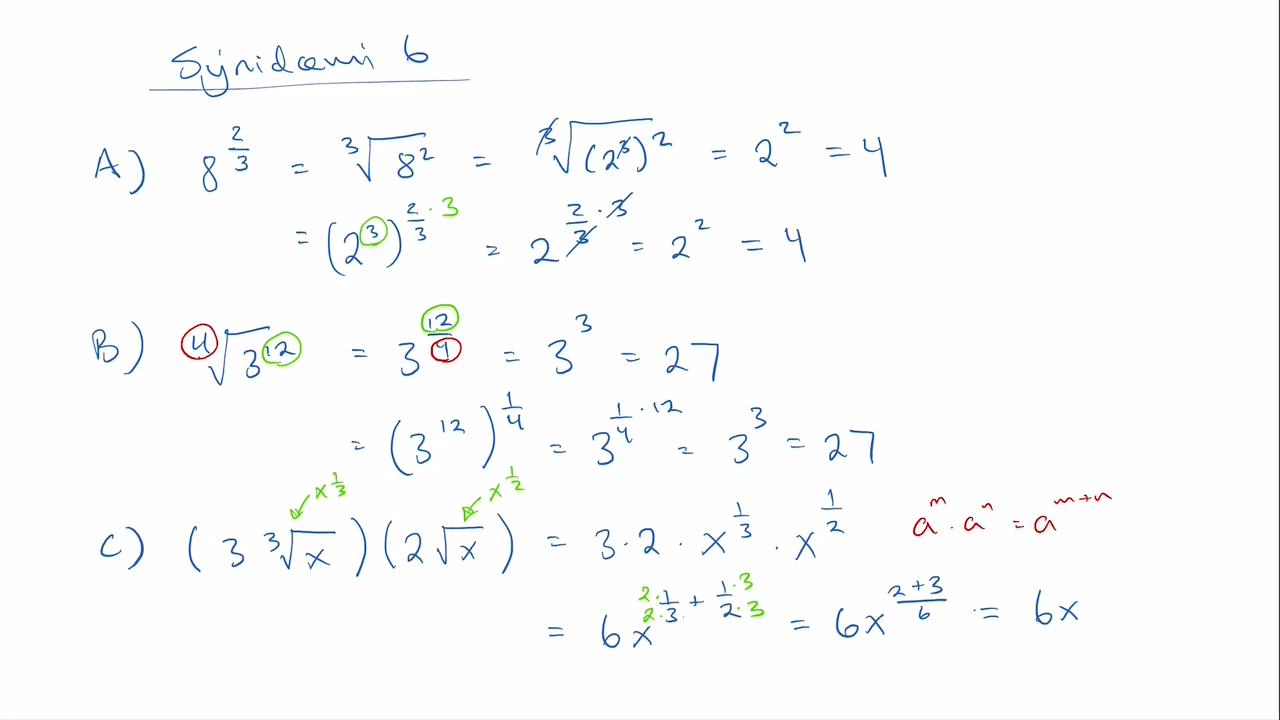 Sýnidæmi 6
A) 8^(2/3) = ∛(8²) = ∛((2³)²) = 2² = 4
= (2³)^(2/3 · 3) = 2^(2/3 · 3) = 2² = 4
B) ∜(3¹²) = 3^(12/4) = 3³ = 27
= (3¹²)^(1/4) = 3^(1/4 · 12) = 3³ = 27
x^(1/3) x^(1/2)
C) (3 ∛x)(2 √x) = 3 · 2 · x^(1/3) · x^(1/2) a^m · a^n = a^(m+n)
= 6x^((2·1)/(2·3) + (1·3)/(2·3)) = 6x^((2+3)/6) = 6x